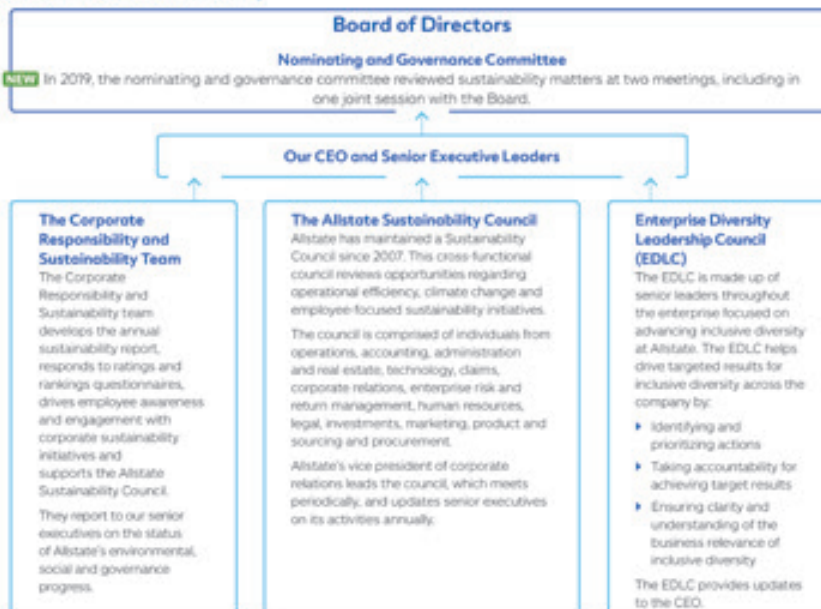 Board of Directors
Nominating and Governance Committee
NEW In 2019, the nominating and governance committee reviewed sustainability matters at two meetings, including in
one joint session with the Board.
Our CEO and Senior Executive Leaders
The Corporate
Responsibility and
Sustainability Team
The Corporate
Responsibility and
Sustainability team
develops the annual
sustainability report,
responds to ratings and
rankings questionnaires,
drives employee awareness
and engagement with
corporate sustainability
initiatives and
supports the Allstate
Sustainability Council.
They report to our senior
executives on the status
of Allstate's environmental,
social and governance
progress.
The Allstate Sustainability Council
Allstate has maintained a Sustainability
Council since 2007. This cross-functional
council reviews opportunities regarding
operational efficiency, climate change and
employee-focused sustainability initiatives.
The council is comprised of individuals from
operations, accounting, administration
and real estate, technology, claims,
corporate relations, enterprise risk and
return management, human resources,
legal, investments, marketing, product and
sourcing and procurement.
Allstate's vice president of corporate
relations leads the council, which meets
periodically, and updates senior executives
on its activities annually.
Enterprise Diversity
Leadership Council
(EDLC)
The EDLC is made up of
senior leaders throughout
the enterprise focused on
advancing inclusive diversity
at Allstate. The EDLC helps
drive targeted results for
inclusive diversity across the
company by:
Identifying and
prioritizing actions
Taking accountability for
achieving target results
Ensuring clarity and
understanding of the
business relevance of
inclusive diversity
The EDLC provides updates
to the CEO.